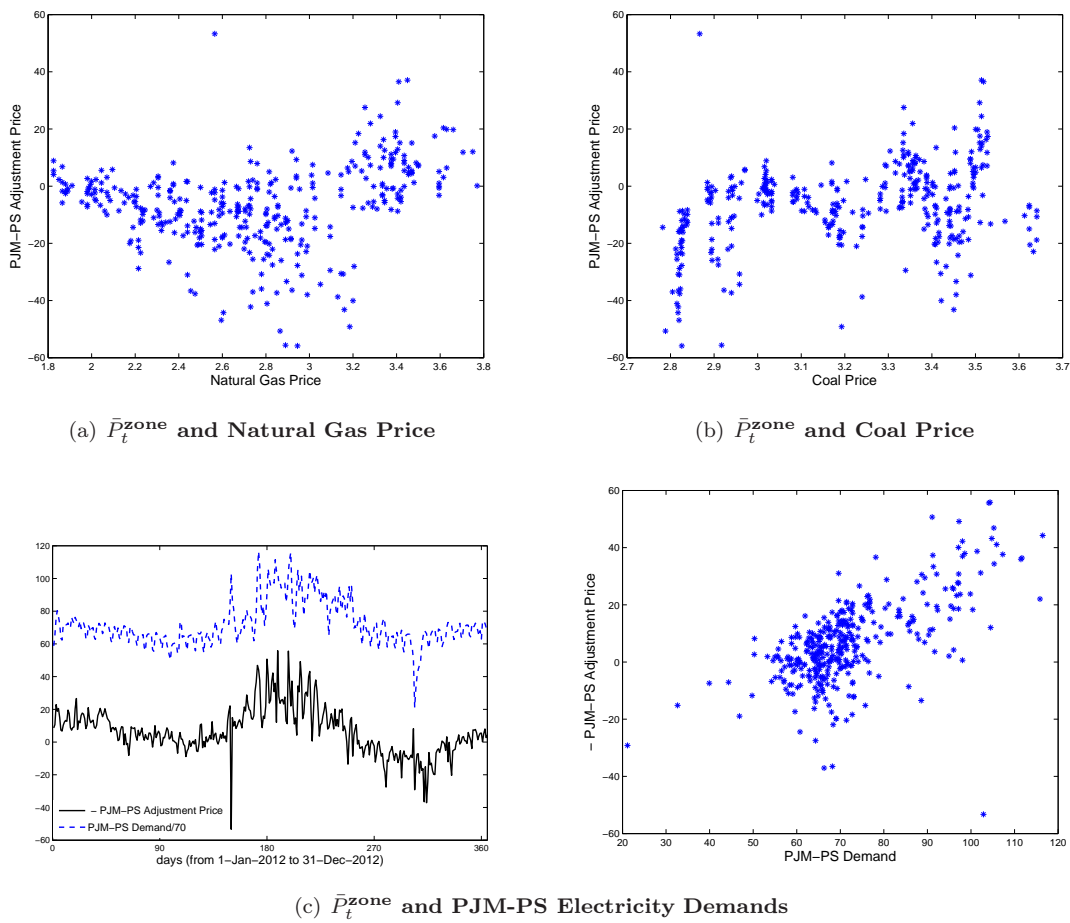 60
40
20
0
−20
−40
−60
PJM−PS Adjustment Price
1.8 2 2.2 2.4 2.6 2.8 3 3.2 3.4 3.6 3.8
Natural Gas Price
(a) P̄ₜᶻᵒⁿᵉ and Natural Gas Price
60
40
20
0
−20
−40
−60
PJM−PS Adjustment Price
2.7 2.8 2.9 3 3.1 3.2 3.3 3.4 3.5 3.6 3.7
Coal Price
(b) P̄ₜᶻᵒⁿᵉ and Coal Price
120
100
80
60
40
20
0
−20
−40
−60
− PJM−PS Adjustment Price
PJM−PS Demand/70
0 90 180 270 360
days (from 1−Jan−2012 to 31−Dec−2012)
60
40
20
0
−20
−40
−60
− PJM−PS Adjustment Price
20 30 40 50 60 70 80 90 100 110 120
PJM−PS Demand
(c) P̄ₜᶻᵒⁿᵉ and PJM-PS Electricity Demands